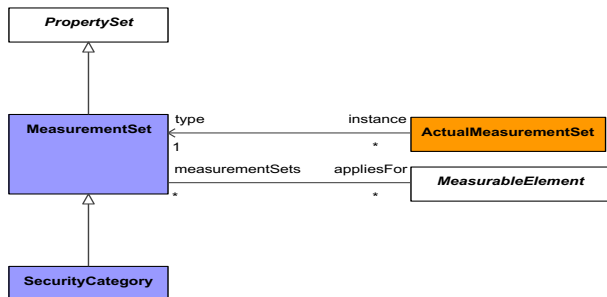 PropertySet
MeasurementSet
type
instance
1
*
ActualMeasurementSet
measurementSets
appliesFor
*
*
MeasurableElement
SecurityCategory